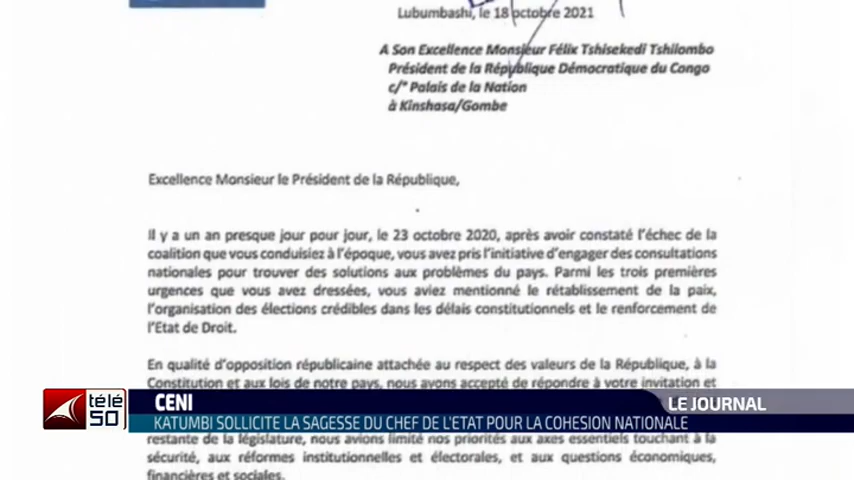 Lubumbashi, le 18 octobre 2021
A Son Excellence Monsieur Félix Tshisekedi Tshilombo
Président de la République Démocratique du Congo
c/° Palais de la Nation
à Kinshasa/Gombe
Excellence Monsieur le Président de la République,
Il y a un an presque jour pour jour, le 23 octobre 2020, après avoir constaté l'échec de la
coalition que vous conduisiez à l'époque, vous avez pris l'initiative d'engager des consultations
nationales pour trouver des solutions aux problèmes du pays. Parmi les trois premières
urgences que vous avez dressées, vous aviez mentionné le rétablissement de la paix,
l'organisation des élections crédibles dans les délais constitutionnels et le renforcement de
l'Etat de Droit.
En qualité d'opposition républicaine attachée au respect des valeurs de la République, à la
Constitution et aux lois de notre pays, nous avons accepté de répondre à votre invitation et
télé
50
CENI
LE JOURNAL
KATUMBI SOLLICITE LA SAGESSE DU CHEF DE L'ETAT POUR LA COHESION NATIONALE
restante de la législature, nous avions limité nos priorités aux axes essentiels touchant à la
sécurité, aux réformes institutionnelles et électorales, et aux questions économiques,
financières et sociales.